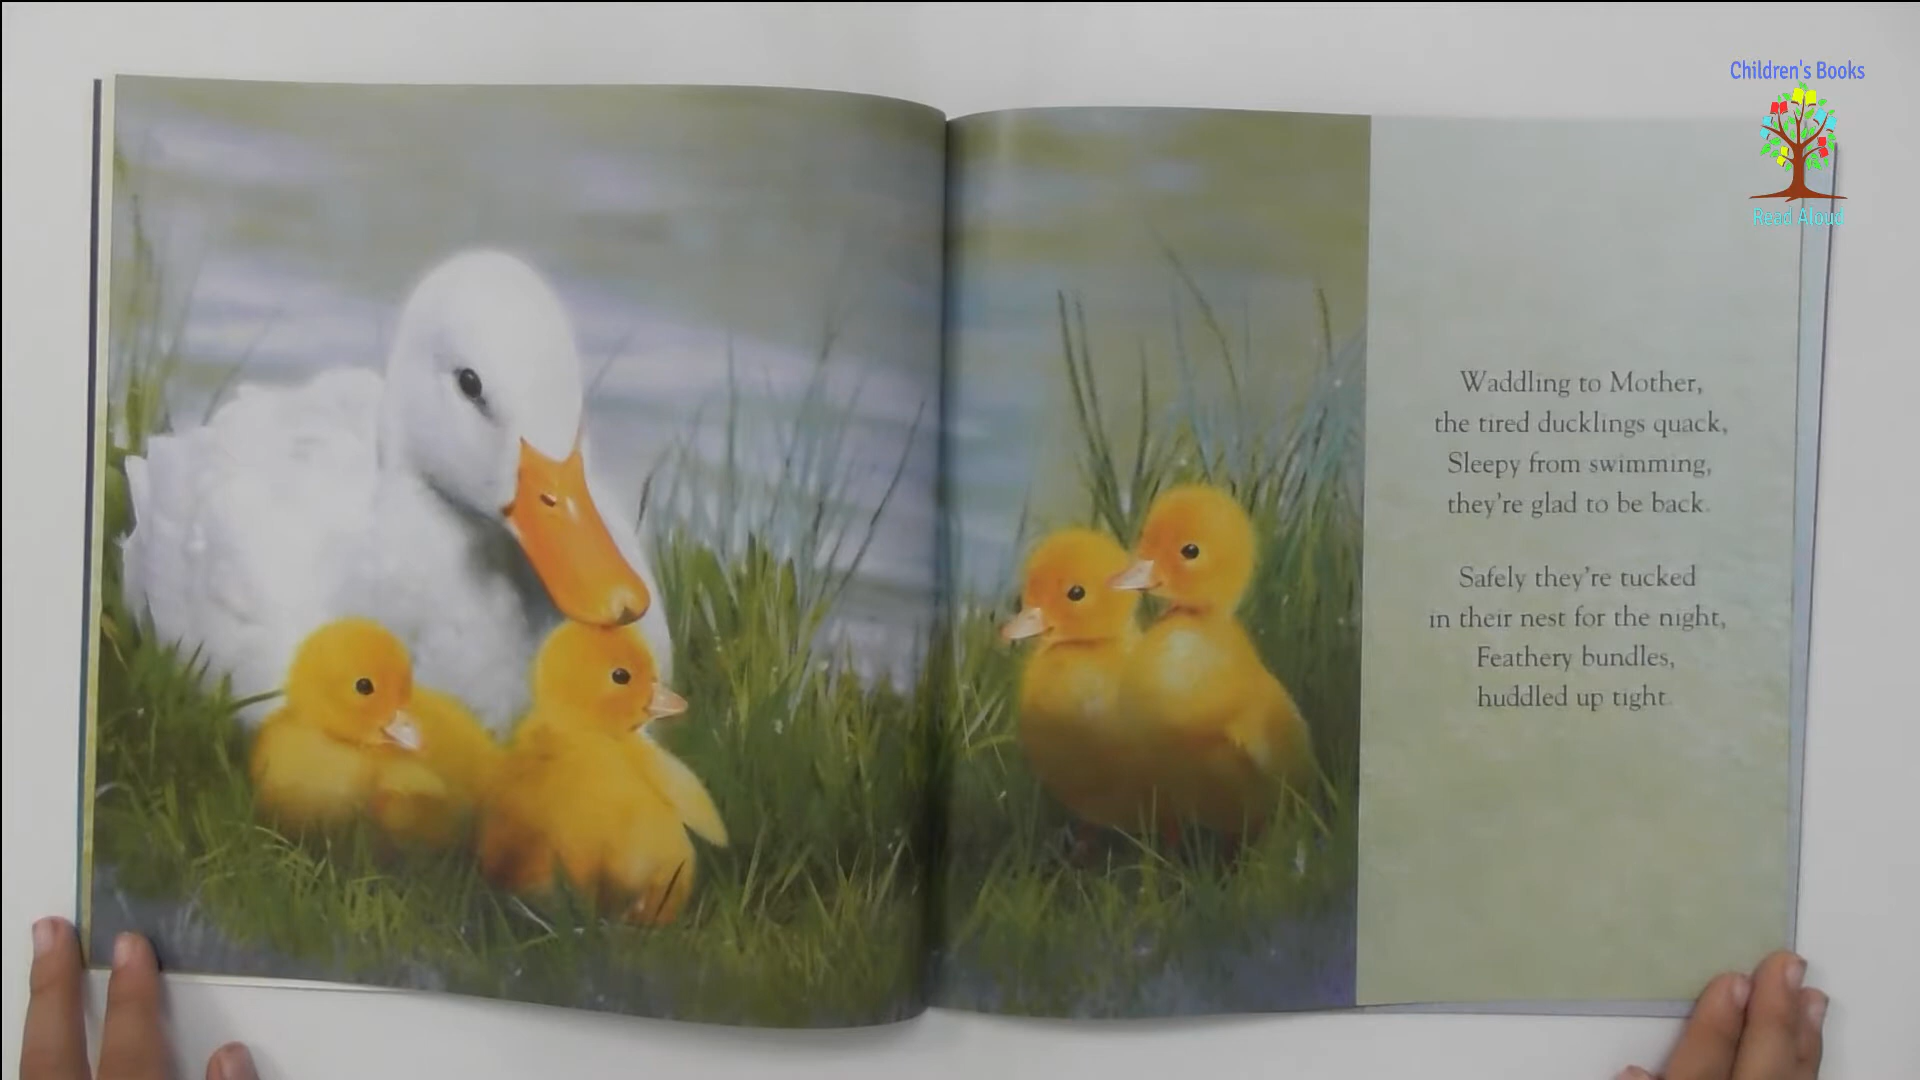 Children's Books
Read Aloud
Waddling to Mother,
the tired ducklings quack,
Sleepy from swimming,
they're glad to be back.
Safely they're tucked
in their nest for the night,
Feathery bundles,
huddled up tight.